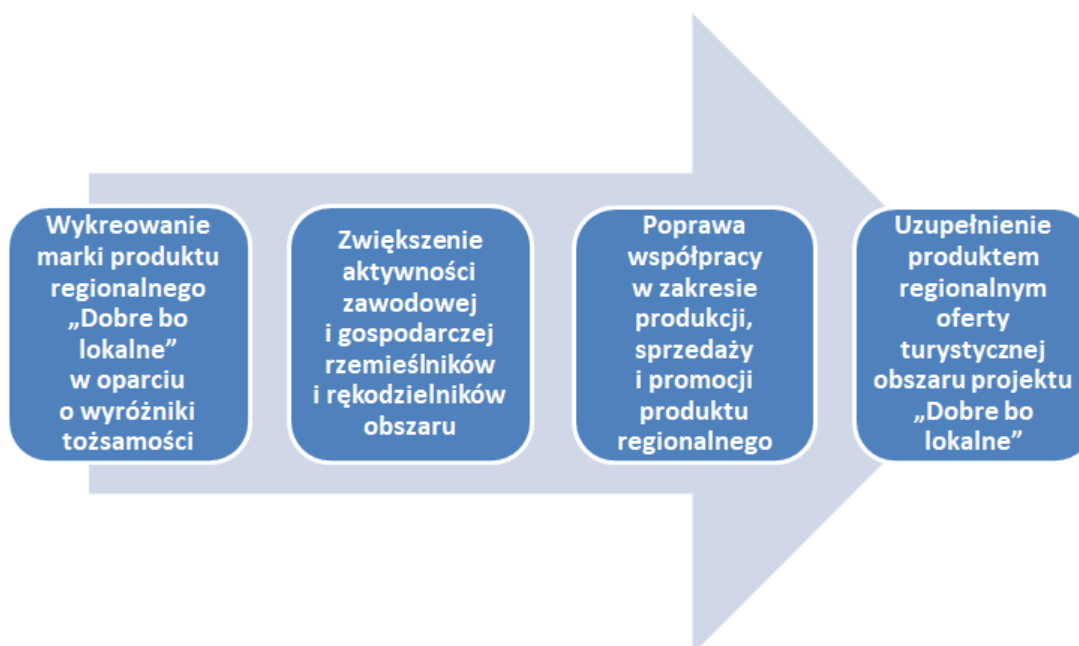 Wykreowanie
marki produktu
regionalnego
„Dobre bo
lokalne”
w oparciu
o wyróżniki
tożsamości
Zwiększenie
aktywności
zawodowej
i gospodarczej
rzemieślników
i rękodzielników
obszaru
Poprawa
współpracy
w zakresie
produkcji,
sprzedaży
i promocji
produktu
regionalnego
Uzupełnienie
produktem
regionalnym
oferty
turystycznej
obszaru projektu
„Dobre bo
lokalne”